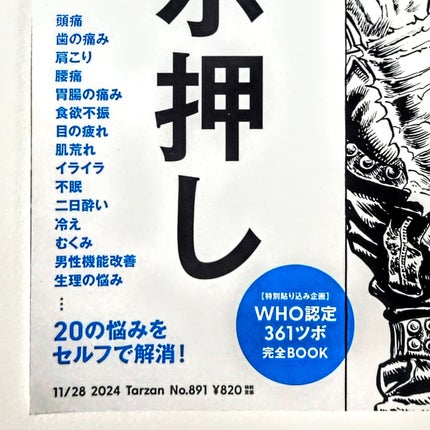 頭痛
歯の痛み
肩こり
腰痛
胃腸の痛み
食欲不振
目の疲れ
肌荒れ
イライラ
不眠
二日酔い
冷え
むくみ
男性機能改善
生理の悩み
⋮
20の悩みを
セルフで解消!
押し
[特別貼り込み企画]
WHO認定
361ツボ
完全BOOK
11/28 2024 Tarzan No.891 ¥820